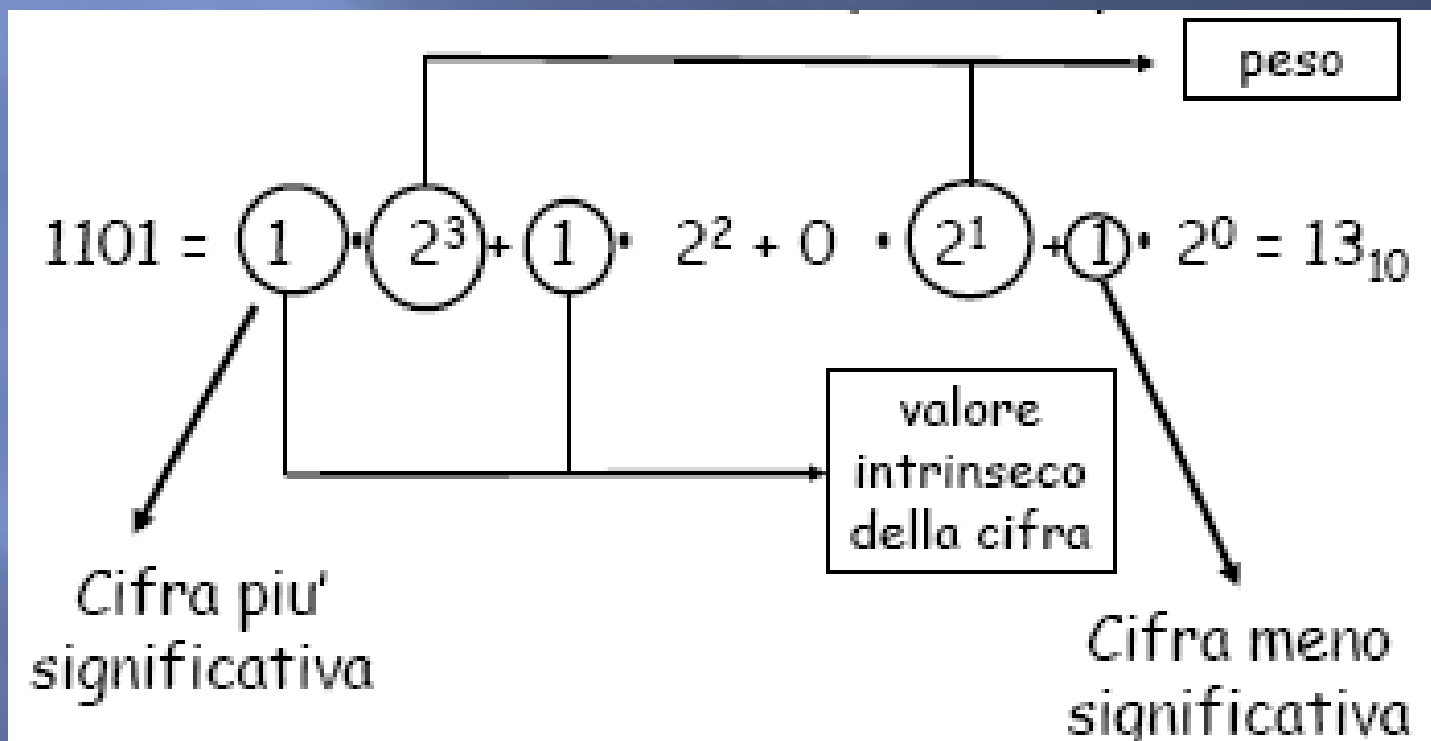 peso
1101 = 1 · 2³ + 1 · 2² + 0 · 2¹ + 1 · 2⁰ = 13₁₀
valore
intrinseco
della cifra
Cifra piu'
significativa
Cifra meno
significativa